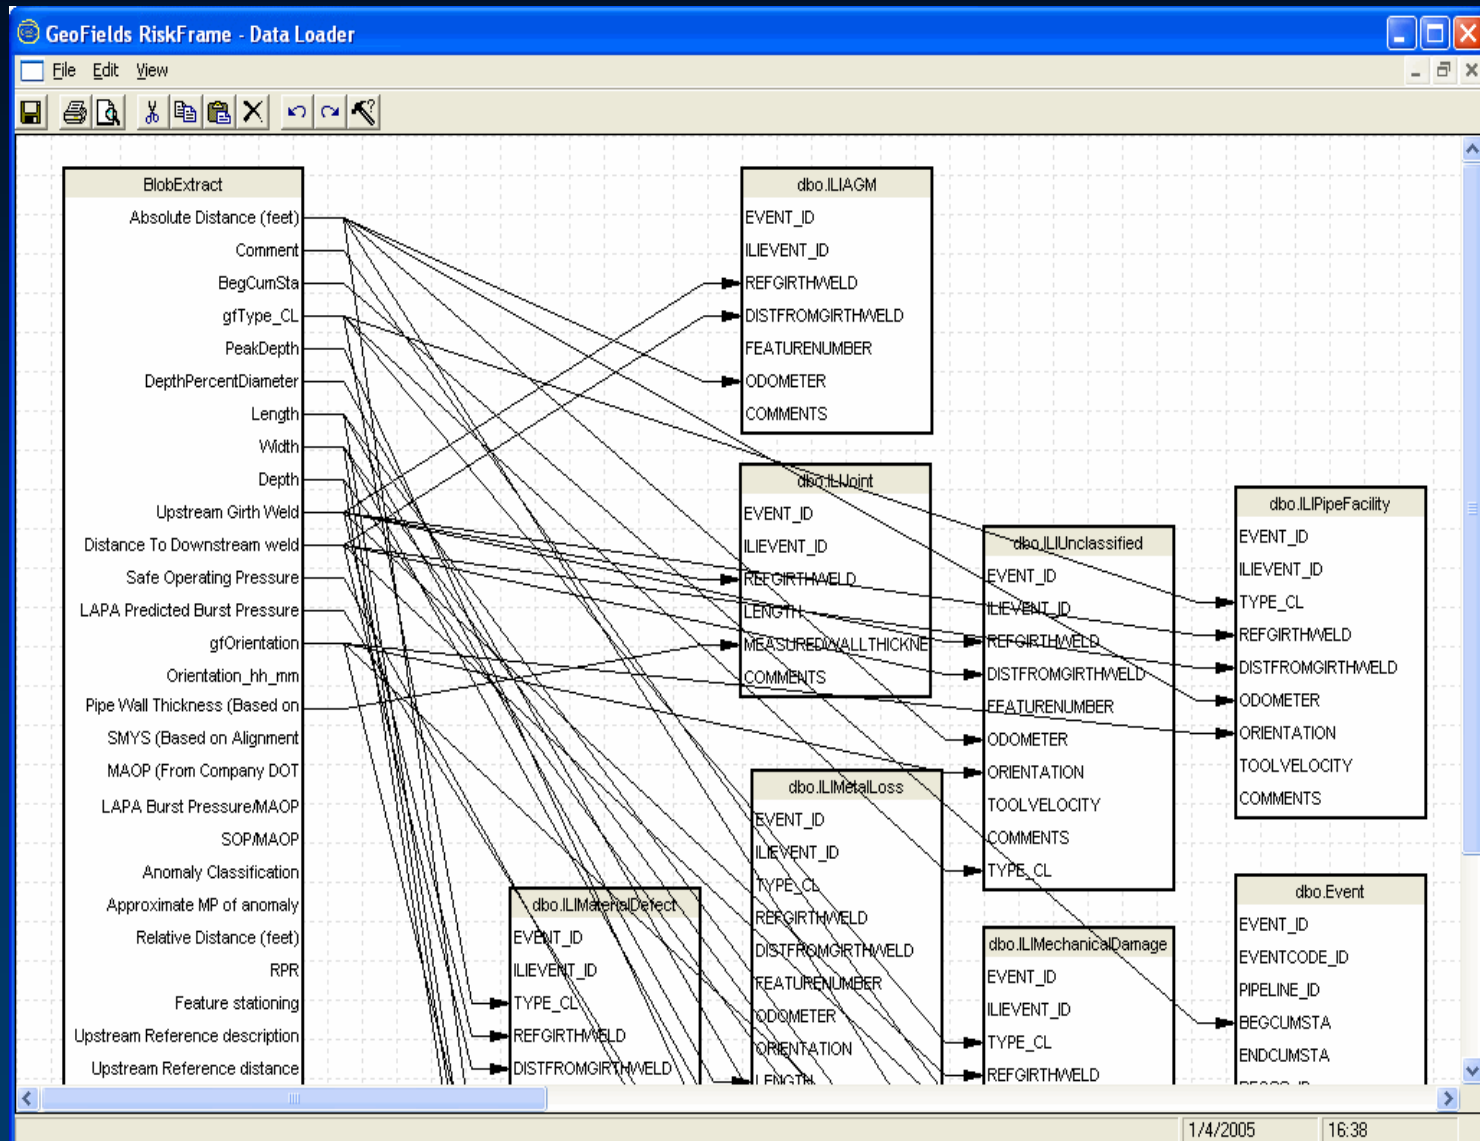 GeoFields RiskFrame - Data Loader
File Edit View
BlobExtract
Absolute Distance (feet)
Comment
BegCumSta
gfType_CL
PeakDepth
DepthPercentDiameter
Length
Width
Depth
Upstream Girth Weld
Distance To Downstream weld
Safe Operating Pressure
LAPA Predicted Burst Pressure
gfOrientation
Orientation_hh_mm
Pipe Wall Thickness (Based on
SMYS (Based on Alignment
MAOP (From Company DOT
LAPA Burst Pressure/MAOP
SOP/MAOP
Anomaly Classification
Approximate MP of anomaly
Relative Distance (feet)
RPR
Feature stationing
Upstream Reference description
Upstream Reference distance
dbo.ILIAGM
EVENT_ID
ILIEVENT_ID
REFGIRTHWELD
DISTFROMGIRTHWELD
FEATURENUMBER
ODOMETER
COMMENTS
dbo.ILIJoint
EVENT_ID
ILIEVENT_ID
REFGIRTHWELD
LENGTH
MEASUREDWALLTHICKNE
COMMENTS
dbo.ILIUnclassified
EVENT_ID
ILIEVENT_ID
REFGIRTHWELD
DISTFROMGIRTHWELD
FEATURENUMBER
ODOMETER
ORIENTATION
TOOLVELOCITY
COMMENTS
TYPE_CL
dbo.ILIPipeFacility
EVENT_ID
ILIEVENT_ID
TYPE_CL
REFGIRTHWELD
DISTFROMGIRTHWELD
ODOMETER
ORIENTATION
TOOLVELOCITY
COMMENTS
dbo.ILIMetalLoss
EVENT_ID
ILIEVENT_ID
TYPE_CL
REFGIRTHWELD
DISTFROMGIRTHWELD
FEATURENUMBER
ODOMETER
ORIENTATION
LENGTH
dbo.ILIMaterialDefect
EVENT_ID
ILIEVENT_ID
TYPE_CL
REFGIRTHWELD
DISTFROMGIRTHWELD
dbo.ILIMechanicalDamage
EVENT_ID
ILIEVENT_ID
TYPE_CL
REFGIRTHWELD
dbo.Event
EVENT_ID
EVENTCODE_ID
PIPELINE_ID
BEGCUMSTA
ENDCUMSTA
1/4/2005 16:38